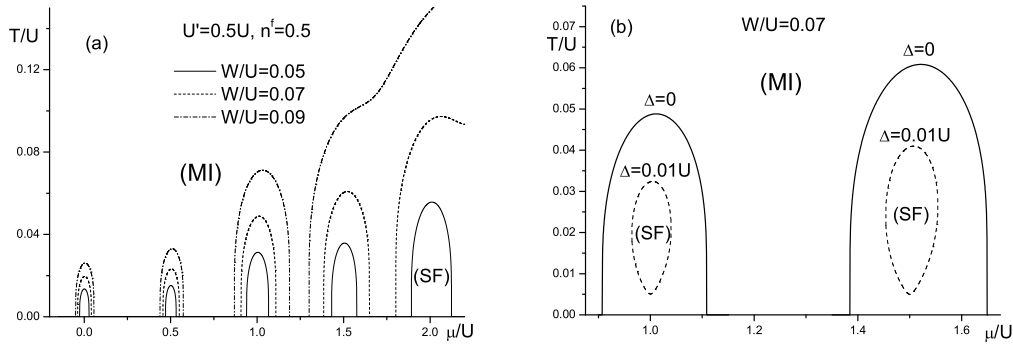 T/U
(a)
U'=0.5U, nᶠ=0.5
W/U=0.05
W/U=0.07
W/U=0.09
(MI)
(SF)
0.12
0.08
0.04
0.00
0.0 0.5 1.0 1.5 2.0 μ/U
0.07
T/U
(b)
W/U=0.07
Δ=0
(MI)
Δ=0
Δ=0.01U
Δ=0.01U
(SF)
(SF)
0.06
0.05
0.04
0.03
0.02
0.01
0.00
1.0 1.2 1.4 1.6 μ/U